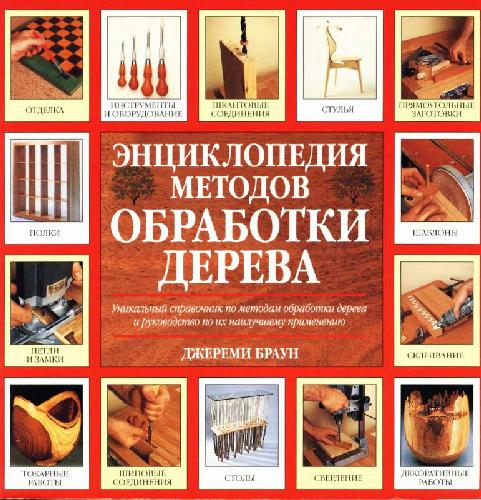 ОТДЕЛКА
ИНСТРУМЕНТЫ
И ОБОРУДОВАНИЕ
ШКАНТОВЫЕ
СОЕДИНЕНИЯ
СТУЛЬЯ
ПРЯМОУГОЛЬНЫЕ
ЗАГОТОВКИ
ПОЛКИ
ЭНЦИКЛОПЕДИЯ
МЕТОДОВ
ОБРАБОТКИ
ДЕРЕВА
Уникальный справочник по методам обработки дерева
и руководство по их наилучшему применению
ДЖЕРЕМИ БРАУН
ШАБЛОНЫ
ПЕТЛИ
И ЗАМКИ
СКЛЕИВАНИЕ
ТОКАРНЫЕ
РАБОТЫ
ШИПОВЫЕ
СОЕДИНЕНИЯ
СТОЛЫ
СВЕРЛЕНИЕ
ДЕКОРАТИВНЫЕ
РАБОТЫ